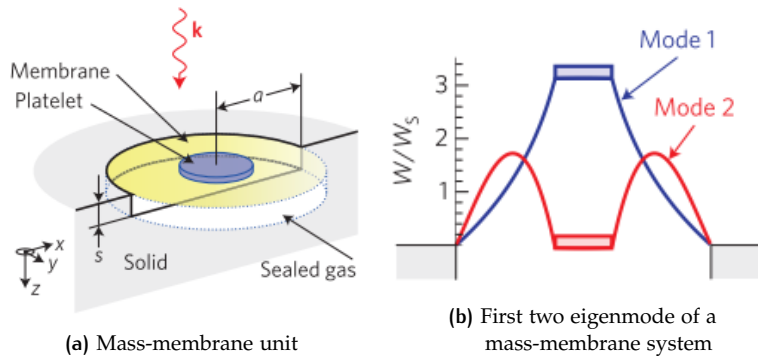 k
Membrane
Platelet
a
s
Solid
Sealed gas
x
y
z
(a) Mass-membrane unit
Mode 1
Mode 2
W/Wₛ
3
2
1
(b) First two eigenmode of a
mass-membrane system